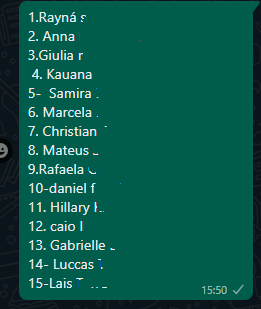 1.Rayná
2. Anna
3.Giulia
4. Kauana
5- Samira
6. Marcela
7. Christian
8. Mateus
9.Rafaela
10-daniel f
11. Hillary
12. caio
13. Gabrielle
14- Luccas
15-Lais
15:50